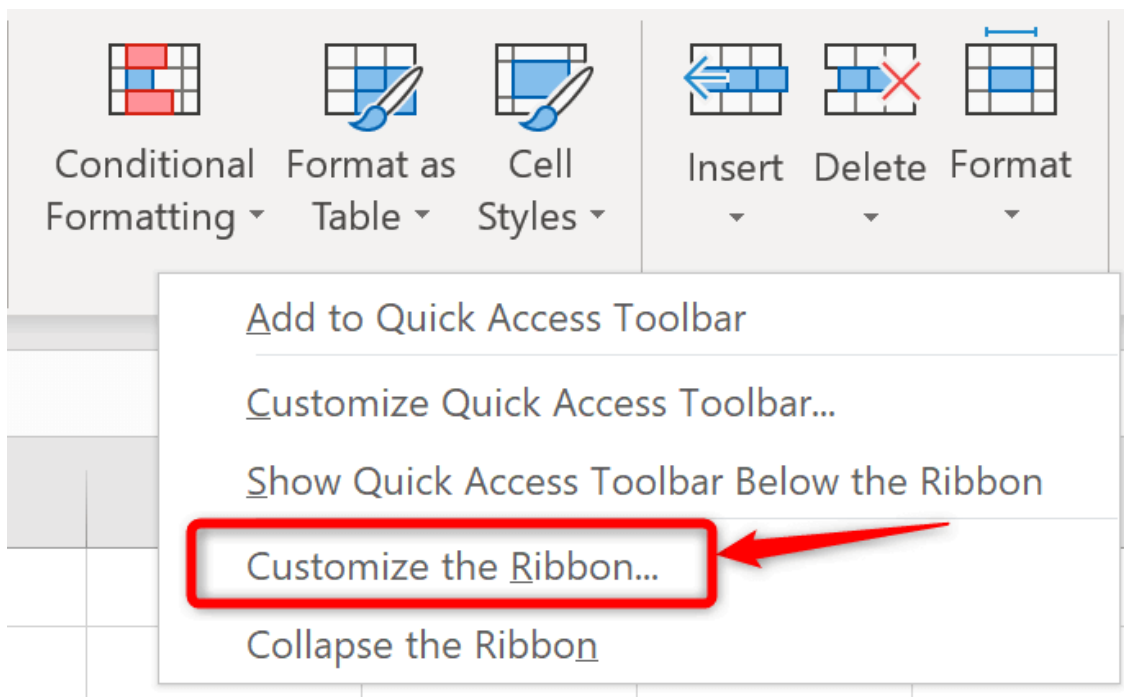 Conditional Formatting
Format as Table
Cell Styles
Insert
Delete
Format
Add to Quick Access Toolbar
Customize Quick Access Toolbar...
Show Quick Access Toolbar Below the Ribbon
Customize the Ribbon...
Collapse the Ribbon